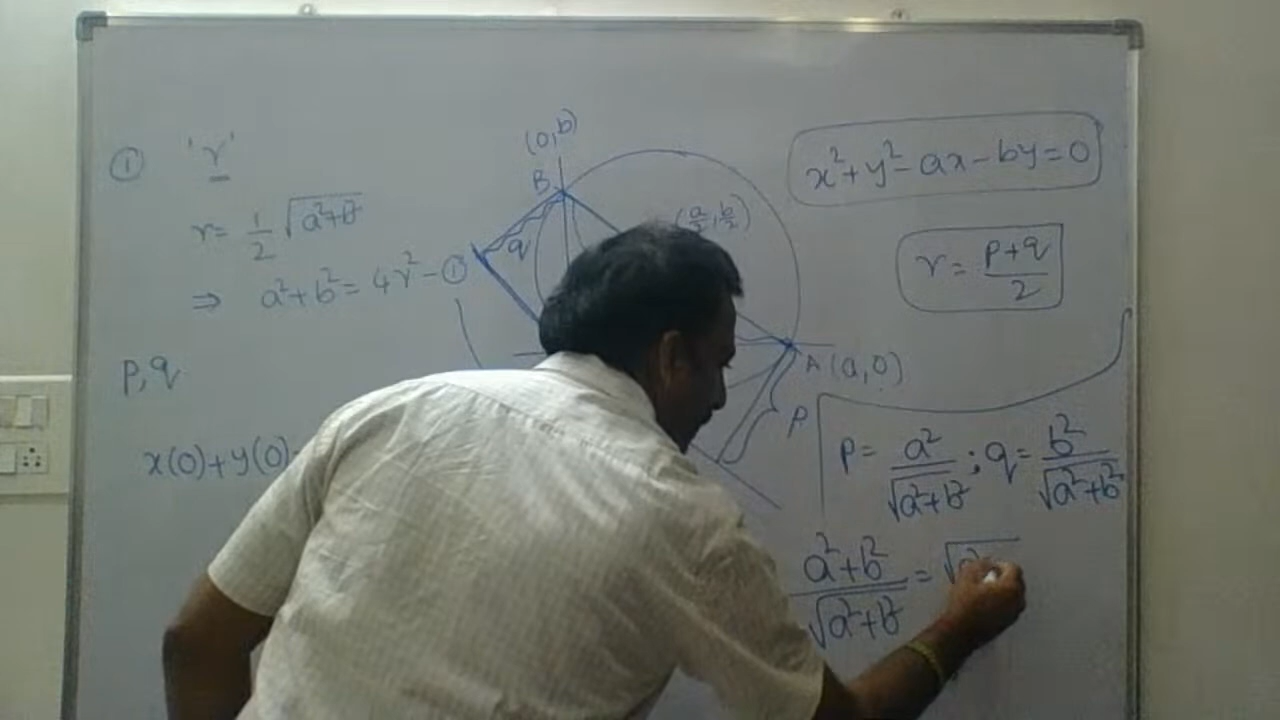 ① 'r'
r = 1/2 √a²+b²
⇒ a²+b² = 4r² – ①
p, q
x(0)+y(0)
(0,b)
B
q
(a/2, b/2)
A (a,0)
p
x²+y²–ax–by=0
r = p+q/2
p = a²/√a²+b² ; q = b²/√a²+b²
a²+b²/√a²+b² = √a²